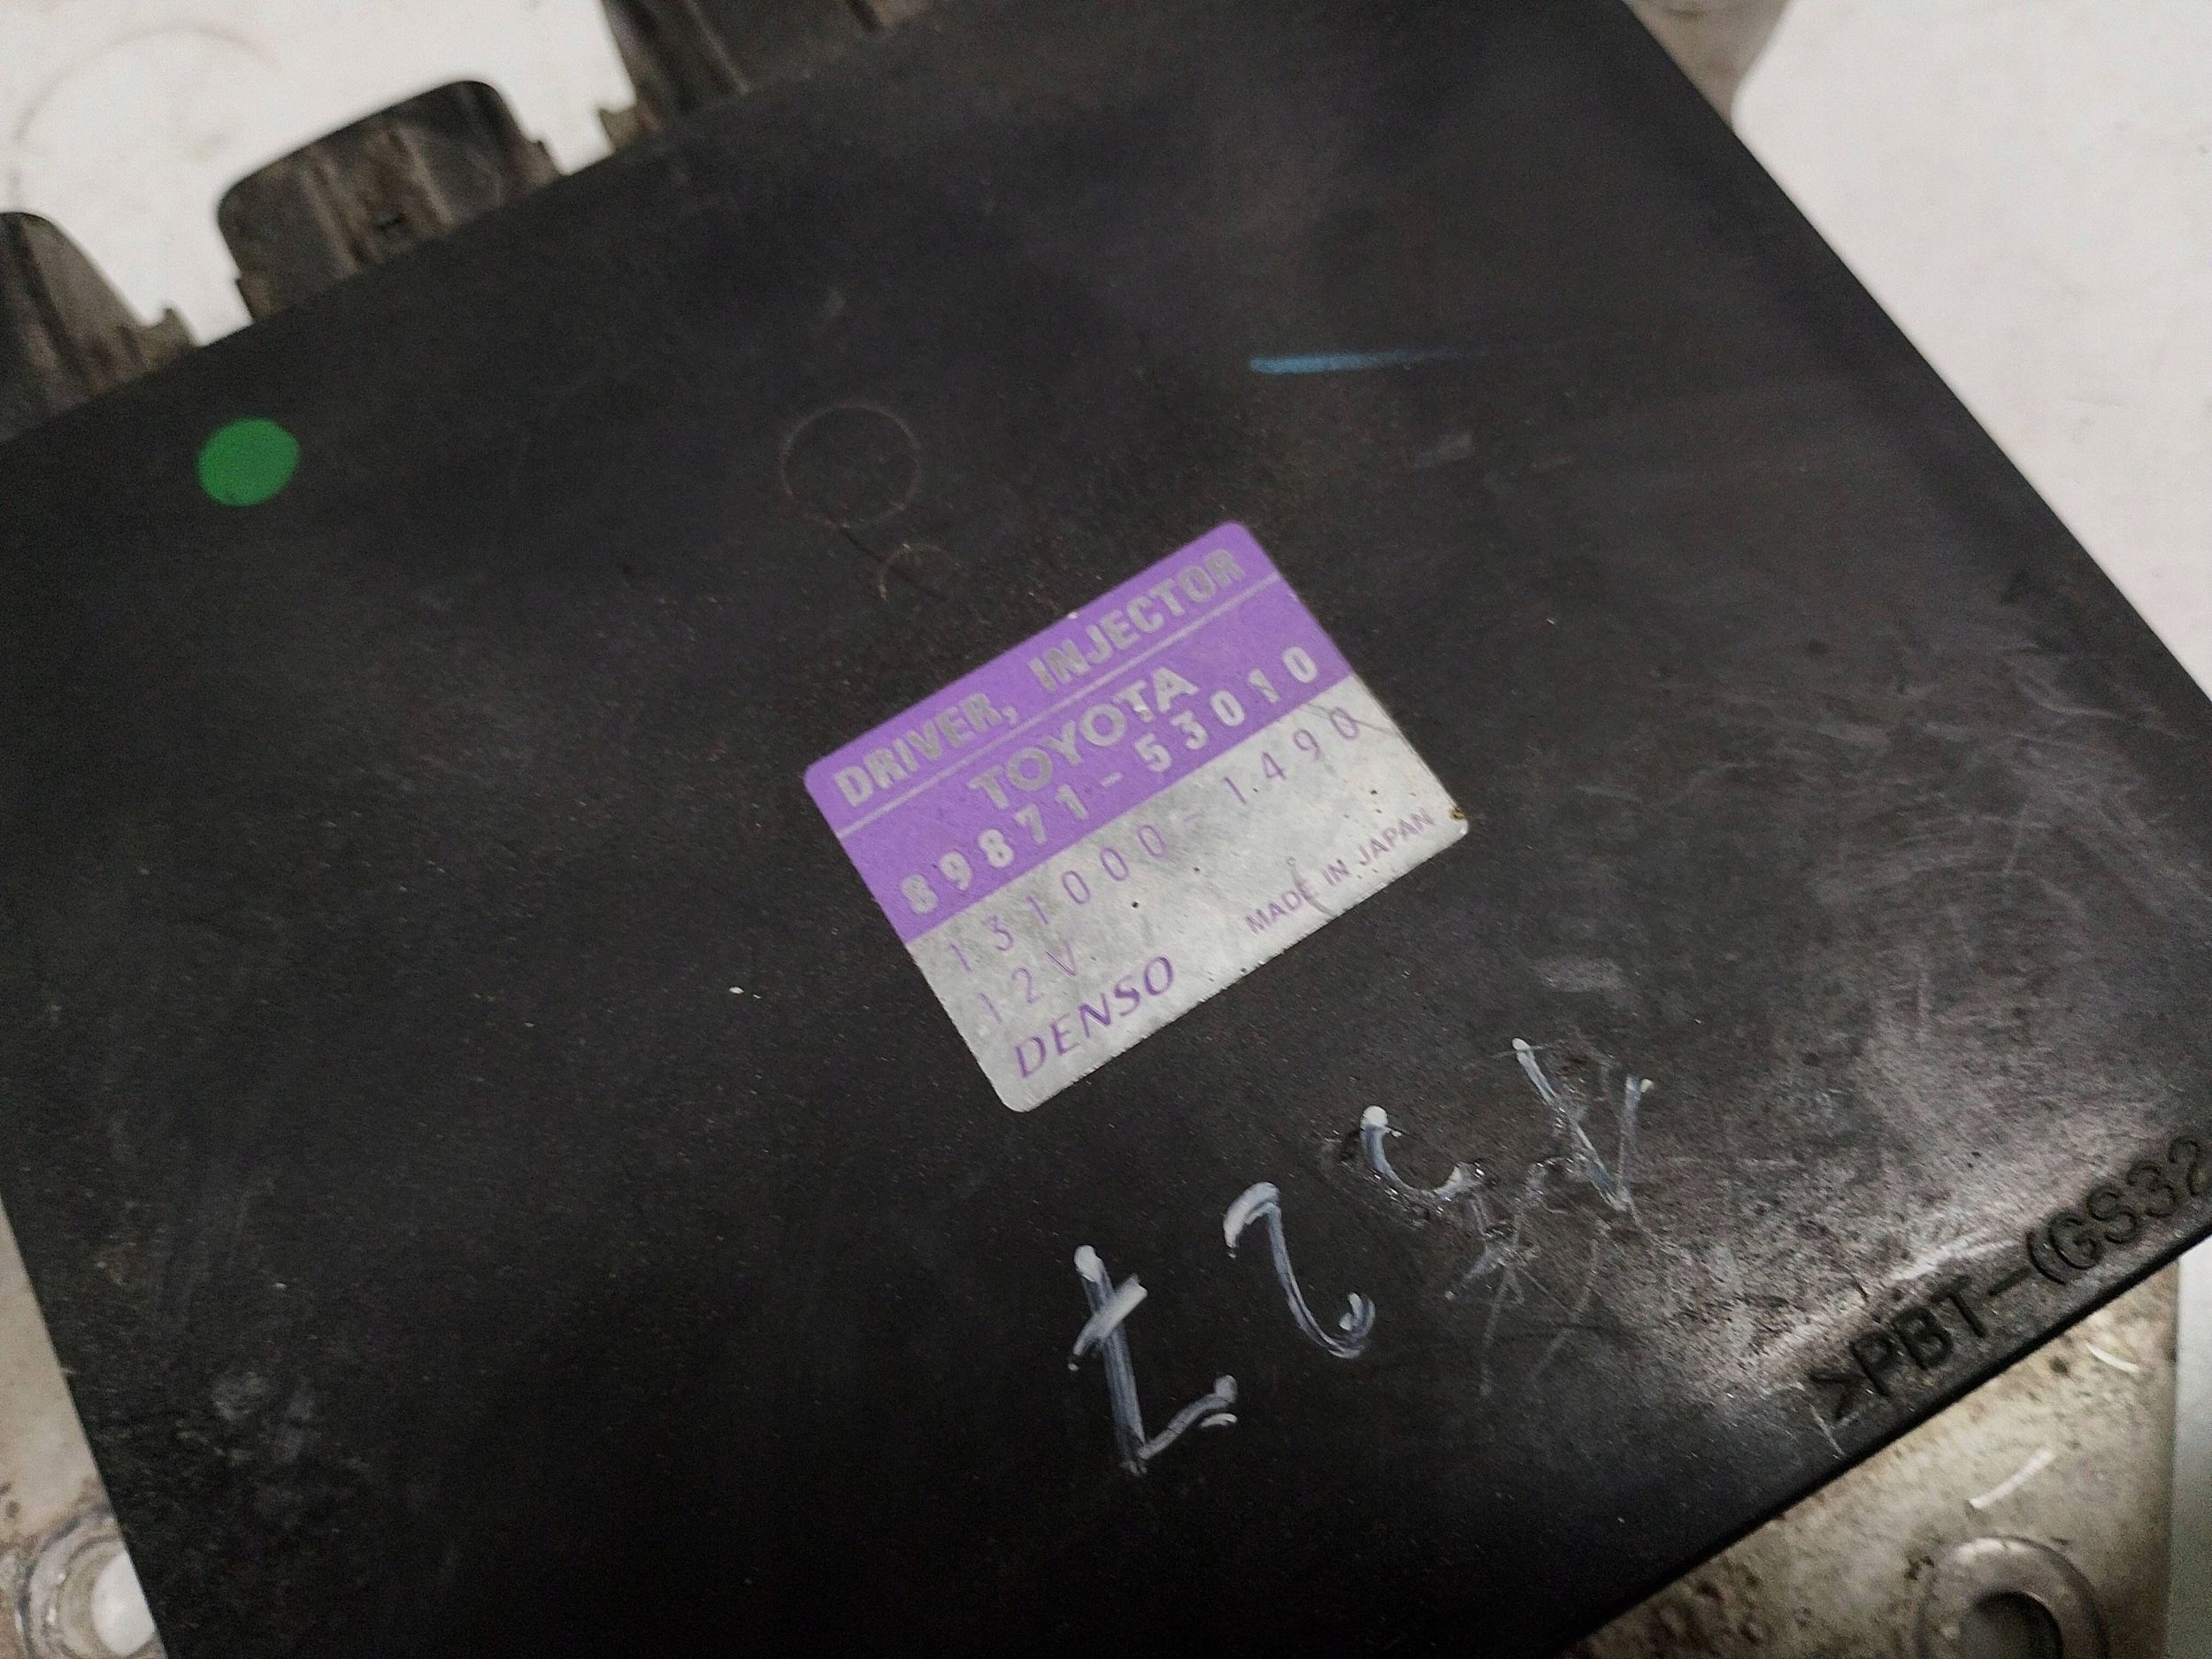 DRIVER, INJECTOR
TOYOTA
89871-53010
131000-1490
12V
DENSO MADE IN JAPAN
>PBT-(GS32